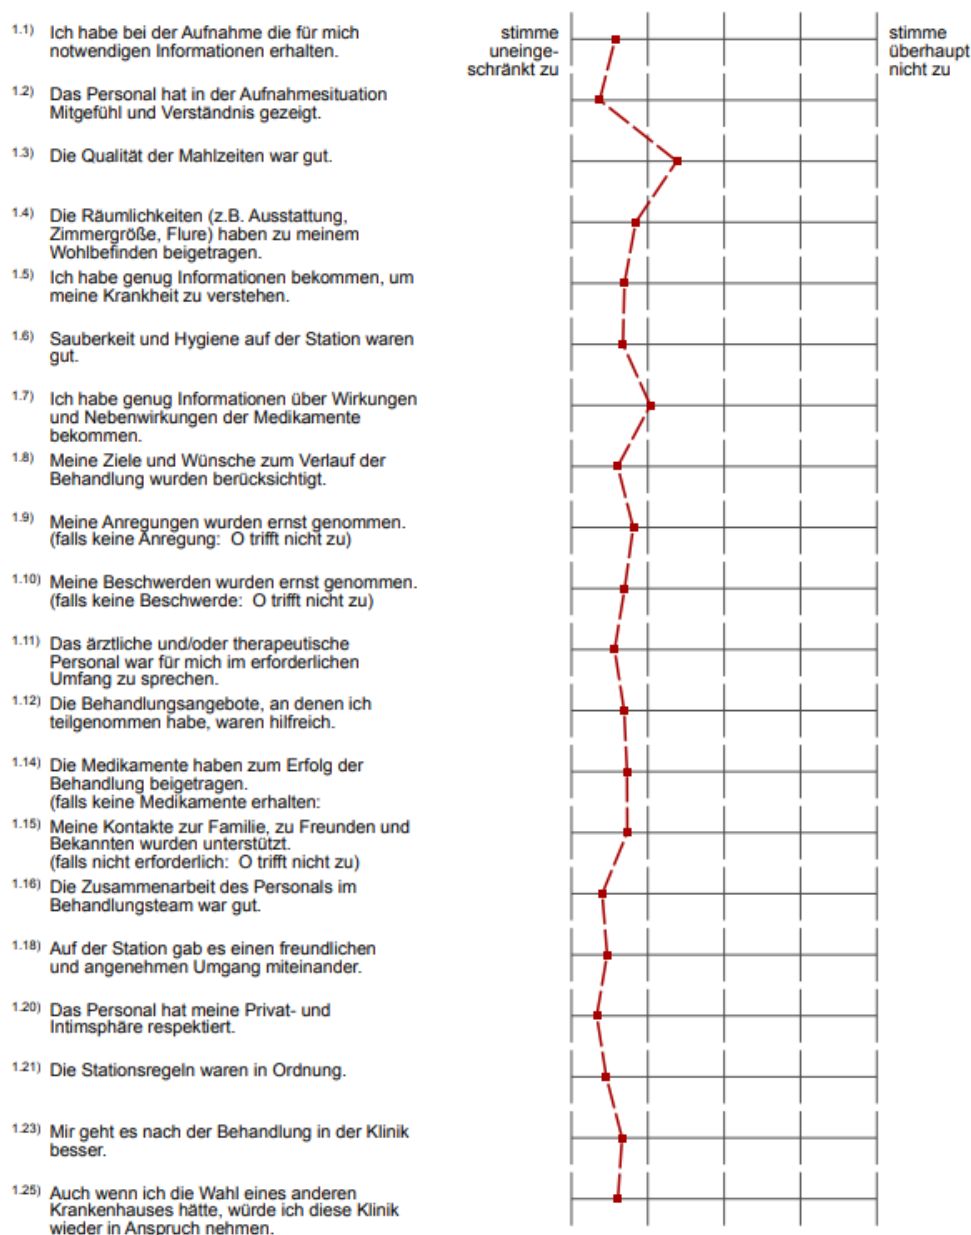 1.1) Ich habe bei der Aufnahme die für mich
notwendigen Informationen erhalten.
stimme
uneinge-
schränkt zu
stimme
überhaupt
nicht zu
1.2) Das Personal hat in der Aufnahmesituation
Mitgefühl und Verständnis gezeigt.
1.3) Die Qualität der Mahlzeiten war gut.
1.4) Die Räumlichkeiten (z.B. Ausstattung,
Zimmergröße, Flure) haben zu meinem
Wohlbefinden beigetragen.
1.5) Ich habe genug Informationen bekommen, um
meine Krankheit zu verstehen.
1.6) Sauberkeit und Hygiene auf der Station waren
gut.
1.7) Ich habe genug Informationen über Wirkungen
und Nebenwirkungen der Medikamente
bekommen.
1.8) Meine Ziele und Wünsche zum Verlauf der
Behandlung wurden berücksichtigt.
1.9) Meine Anregungen wurden ernst genommen.
(falls keine Anregung: O trifft nicht zu)
1.10) Meine Beschwerden wurden ernst genommen.
(falls keine Beschwerde: O trifft nicht zu)
1.11) Das ärztliche und/oder therapeutische
Personal war für mich im erforderlichen
Umfang zu sprechen.
1.12) Die Behandlungsangebote, an denen ich
teilgenommen habe, waren hilfreich.
1.14) Die Medikamente haben zum Erfolg der
Behandlung beigetragen.
(falls keine Medikamente erhalten:
1.15) Meine Kontakte zur Familie, zu Freunden und
Bekannten wurden unterstützt.
(falls nicht erforderlich: O trifft nicht zu)
1.16) Die Zusammenarbeit des Personals im
Behandlungsteam war gut.
1.18) Auf der Station gab es einen freundlichen
und angenehmen Umgang miteinander.
1.20) Das Personal hat meine Privat- und
Intimsphäre respektiert.
1.21) Die Stationsregeln waren in Ordnung.
1.23) Mir geht es nach der Behandlung in der Klinik
besser.
1.25) Auch wenn ich die Wahl eines anderen
Krankenhauses hätte, würde ich diese Klinik
wieder in Anspruch nehmen.